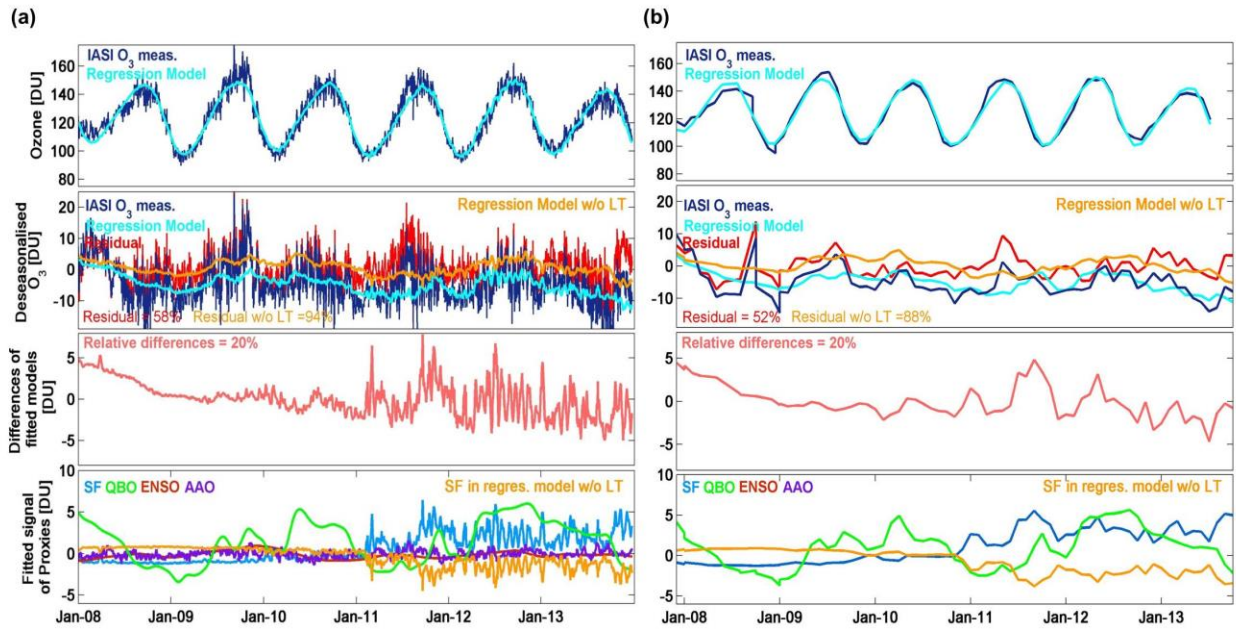 (a)
Ozone [DU]
160
140
120
100
80
IASI O3 meas.
Regression Model
Deseasonalised
O3 [DU]
20
10
0
-10
IASI O3 meas.
Regression Model
Residual
Regression Model w/o LT
Residual = 58% Residual w/o LT =94%
Differences of
fitted models
[DU]
5
0
-5
Relative differences = 20%
Fitted signal
of Proxies [DU]
10
5
0
-5
SF QBO ENSO AAO
SF in regres. model w/o LT
Jan-08 Jan-09 Jan-10 Jan-11 Jan-12 Jan-13
(b)
160
140
120
100
80
IASI O3 meas.
Regression Model
20
10
0
-10
IASI O3 meas.
Regression Model
Residual
Regression Model w/o LT
Residual = 52% Residual w/o LT =88%
5
0
-5
Relative differences = 20%
10
5
0
-5
SF QBO ENSO AAO
SF in regres. model w/o LT
Jan-08 Jan-09 Jan-10 Jan-11 Jan-12 Jan-13